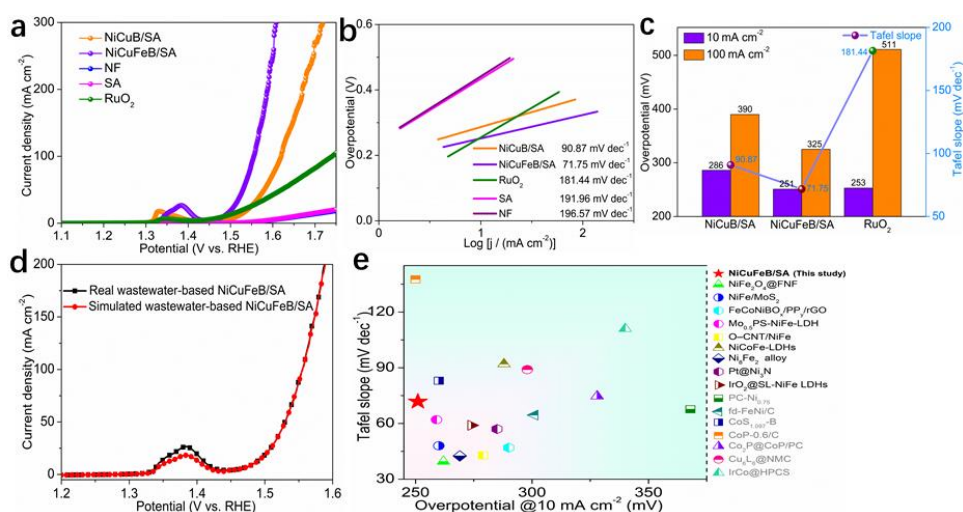 a
300
200
100
0
Current density (mA cm⁻²)
NiCuB/SA
NiCuFeB/SA
NF
SA
RuO₂
1.1 1.2 1.3 1.4 1.5 1.6 1.7
Potential (V vs. RHE)
b
0.6
0.4
0.2
0.0
Overpotential (V)
NiCuB/SA 90.87 mV dec⁻¹
NiCuFeB/SA 71.75 mV dec⁻¹
RuO₂ 181.44 mV dec⁻¹
SA 191.96 mV dec⁻¹
NF 196.57 mV dec⁻¹
0 1 2
Log [j / (mA cm⁻²)]
c
500
400
300
200
Overpotential (mV)
10 mA cm⁻²
100 mA cm⁻²
Tafel slope
286
390
90.87
251
325
71.75
253
511
181.44
NiCuB/SA NiCuFeB/SA RuO₂
200
150
100
50
Tafel slope (mV dec⁻¹)
d
200
150
100
50
0
Current density (mA cm⁻²)
Real wastewater-based NiCuFeB/SA
Simulated wastewater-based NiCuFeB/SA
1.2 1.3 1.4 1.5 1.6
Potential (V vs. RHE)
e
120
90
60
30
Tafel slope (mV dec⁻¹)
250 300 350
Overpotential @10 mA cm⁻² (mV)
NiCuFeB/SA (This study)
NiFe₂O₄@FNF
NiFe/MoS₂
FeCoNiBOₓ/PPᵧ/rGO
Mo₀.₅PS-NiFe-LDH
O–CNT/NiFe
NiCoFe-LDHs
alloy
Pt@Ni₃N
IrO₂@SL-NiFe LDHs
PC-Ni₀.₇₅
fd-FeNi/C
CoP-0.6/C
Co₂P@CoP/PC
IrCo@HPCS